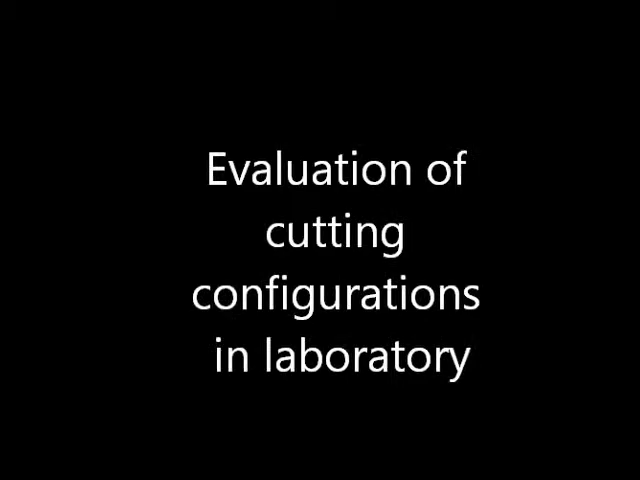 Evaluation of
cutting
configurations
in laboratory